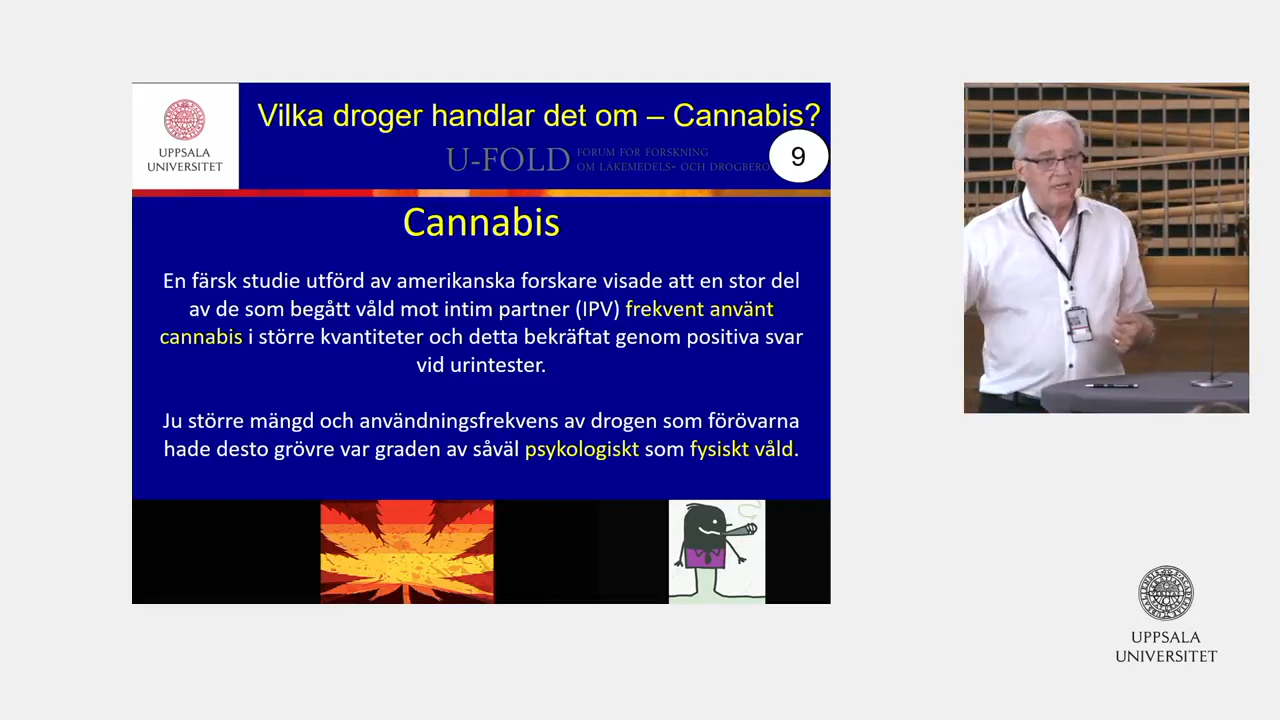 UPPSALA
UNIVERSITET
Vilka droger handlar det om – Cannabis?
U-FOLD
FORUM FÖR FORSKNING
OM LÄKEMEDELS- OCH DROGBERO
9
Cannabis
En färsk studie utförd av amerikanska forskare visade att en stor del
av de som begått våld mot intim partner (IPV) frekvent använt
cannabis i större kvantiteter och detta bekräftat genom positiva svar
vid urintester.
Ju större mängd och användningsfrekvens av drogen som förövarna
hade desto grövre var graden av såväl psykologiskt som fysiskt våld.
UPPSALA
UNIVERSITET